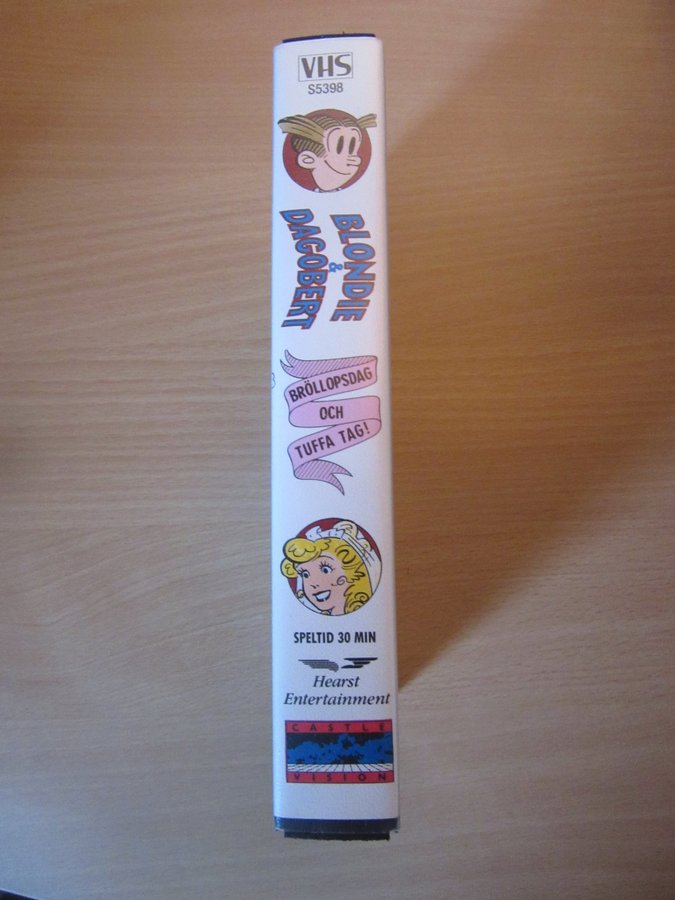 VHS
S5398
BLONDIE
&
DAGOBERT
BRÖLLOPSDAG
OCH
TUFFA TAG!
SPELTID 30 MIN
Hearst
Entertainment
CASTLE
VISION